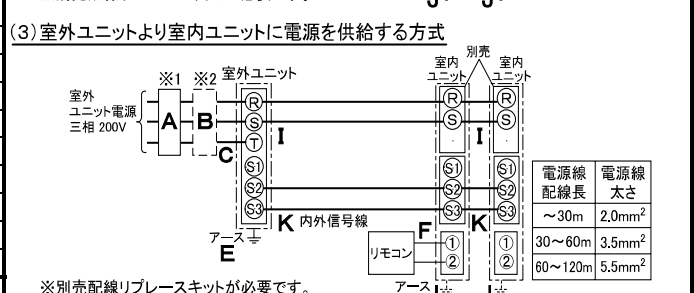 (3)室外ユニットより室内ユニットに電源を供給する方式
※1 ※2 室外ユニット
室内ユニット 別売 室内ユニット
室外
ユニット電源
三相 200V
A B C
R S T S1 S2 S3
I
R S S1 S2 S3
I
R S S1 S2 S3
K 内外信号線
K
アース
E
F
リモコン
① ②
① ②
アース
電源線配線長 電源線太さ
～30m 2.0mm²
30～60m 3.5mm²
60～120m 5.5mm²
※別売配線リプレースキットが必要です。